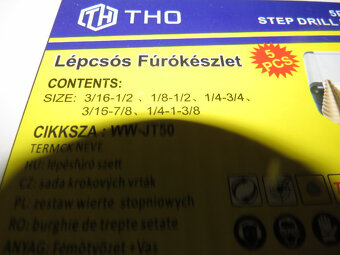 THO
STEP DRILL
Lépcsős Fúrókészlet
5 PCS
CONTENTS:
SIZE: 3/16-1/2 、 1/8-1/2 、 1/4-3/4、
3/16-7/8 、 1/4-1-3/8
CIKKSZA : WW-JT50
TERMCK NEVE
HU: lépésfúró szett
CZ: sada krokových vrták
PL: zestaw wierteł stopniowych
RO: burghie de trepte setate
ANYAG: Fémötvözet +Vas